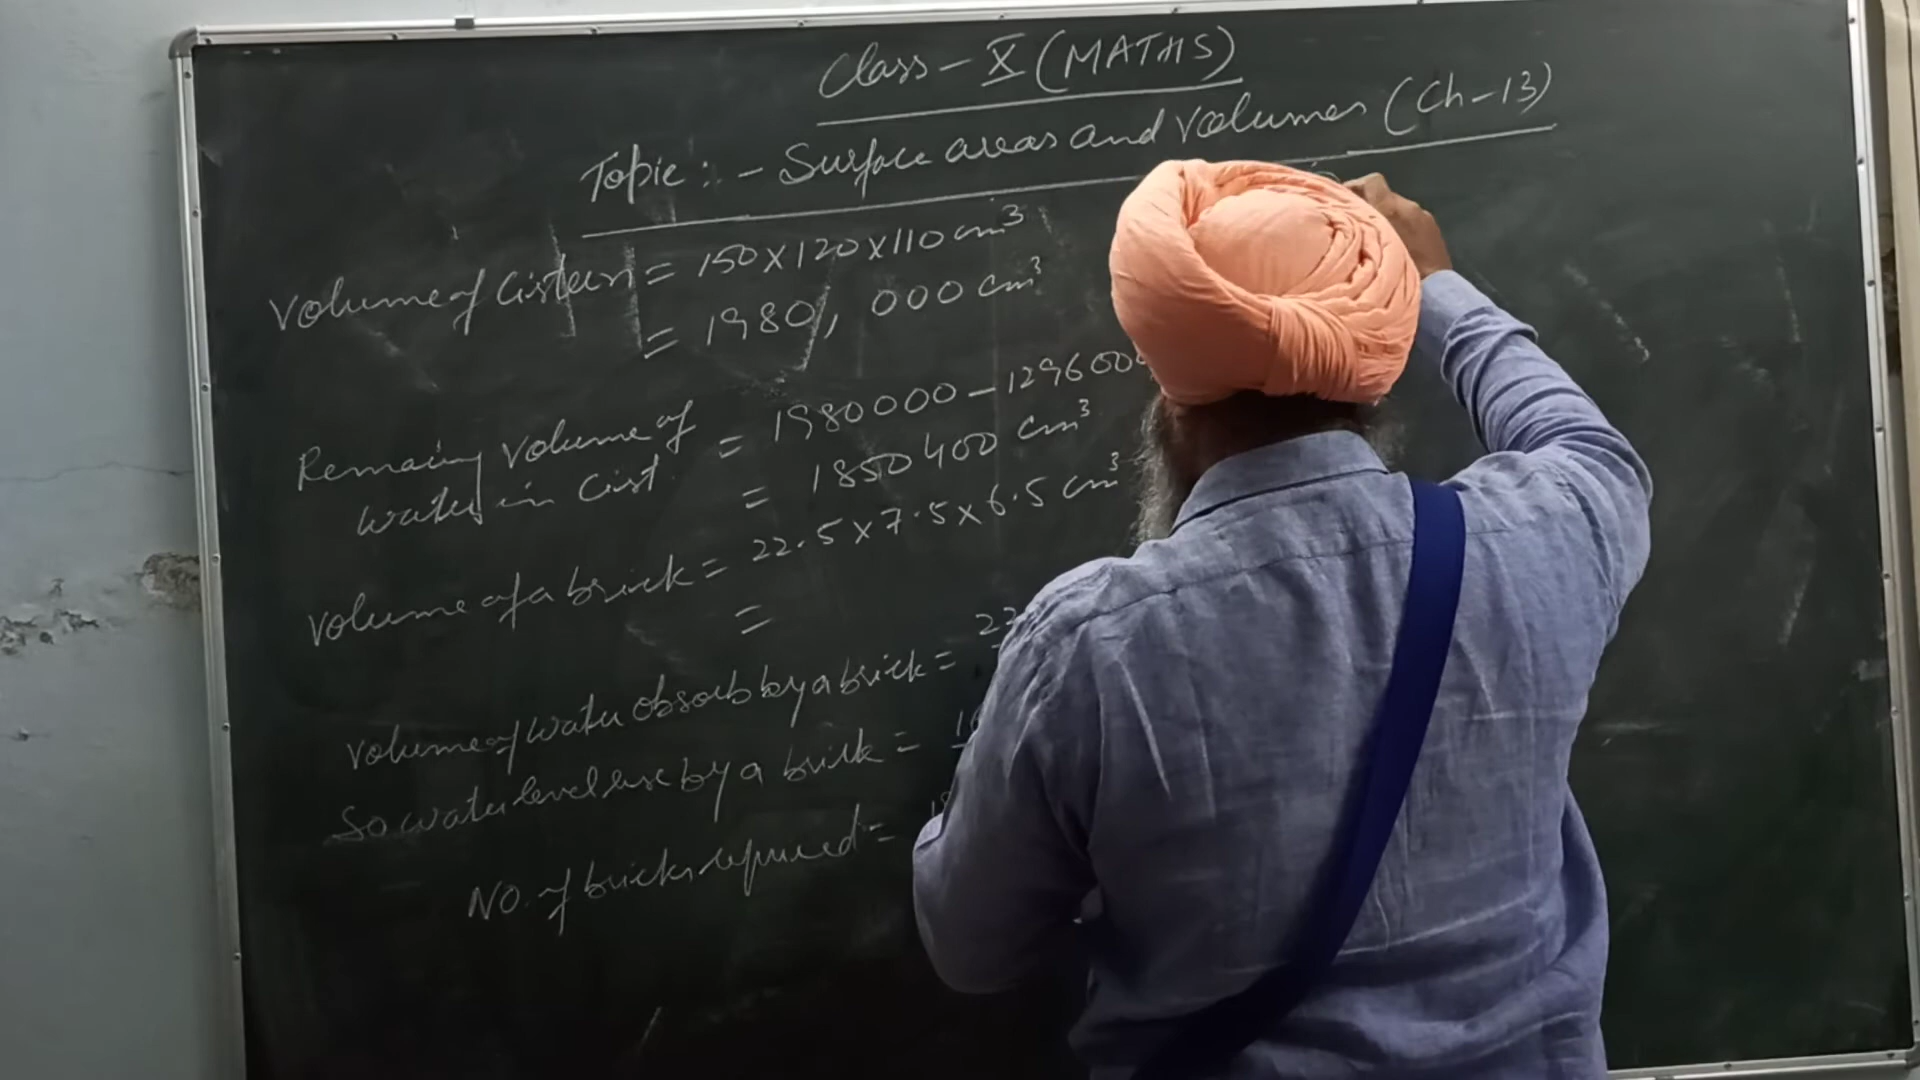 Class - X (MATHS)
Topic : - Surface areas and volumes (Ch-13)
Volume of Cistern = 150 x 120 x 110 cm³
= 1980, 000 cm³
Remaing volume of
water in Cist. = 1980000 - 129600
= 1850400 cm³
Volume of a brick = 22.5 x 7.5 x 6.5 cm³
=
Volume of water obsorb by a brick =
So water level use by a brick =
No. of bricks required =